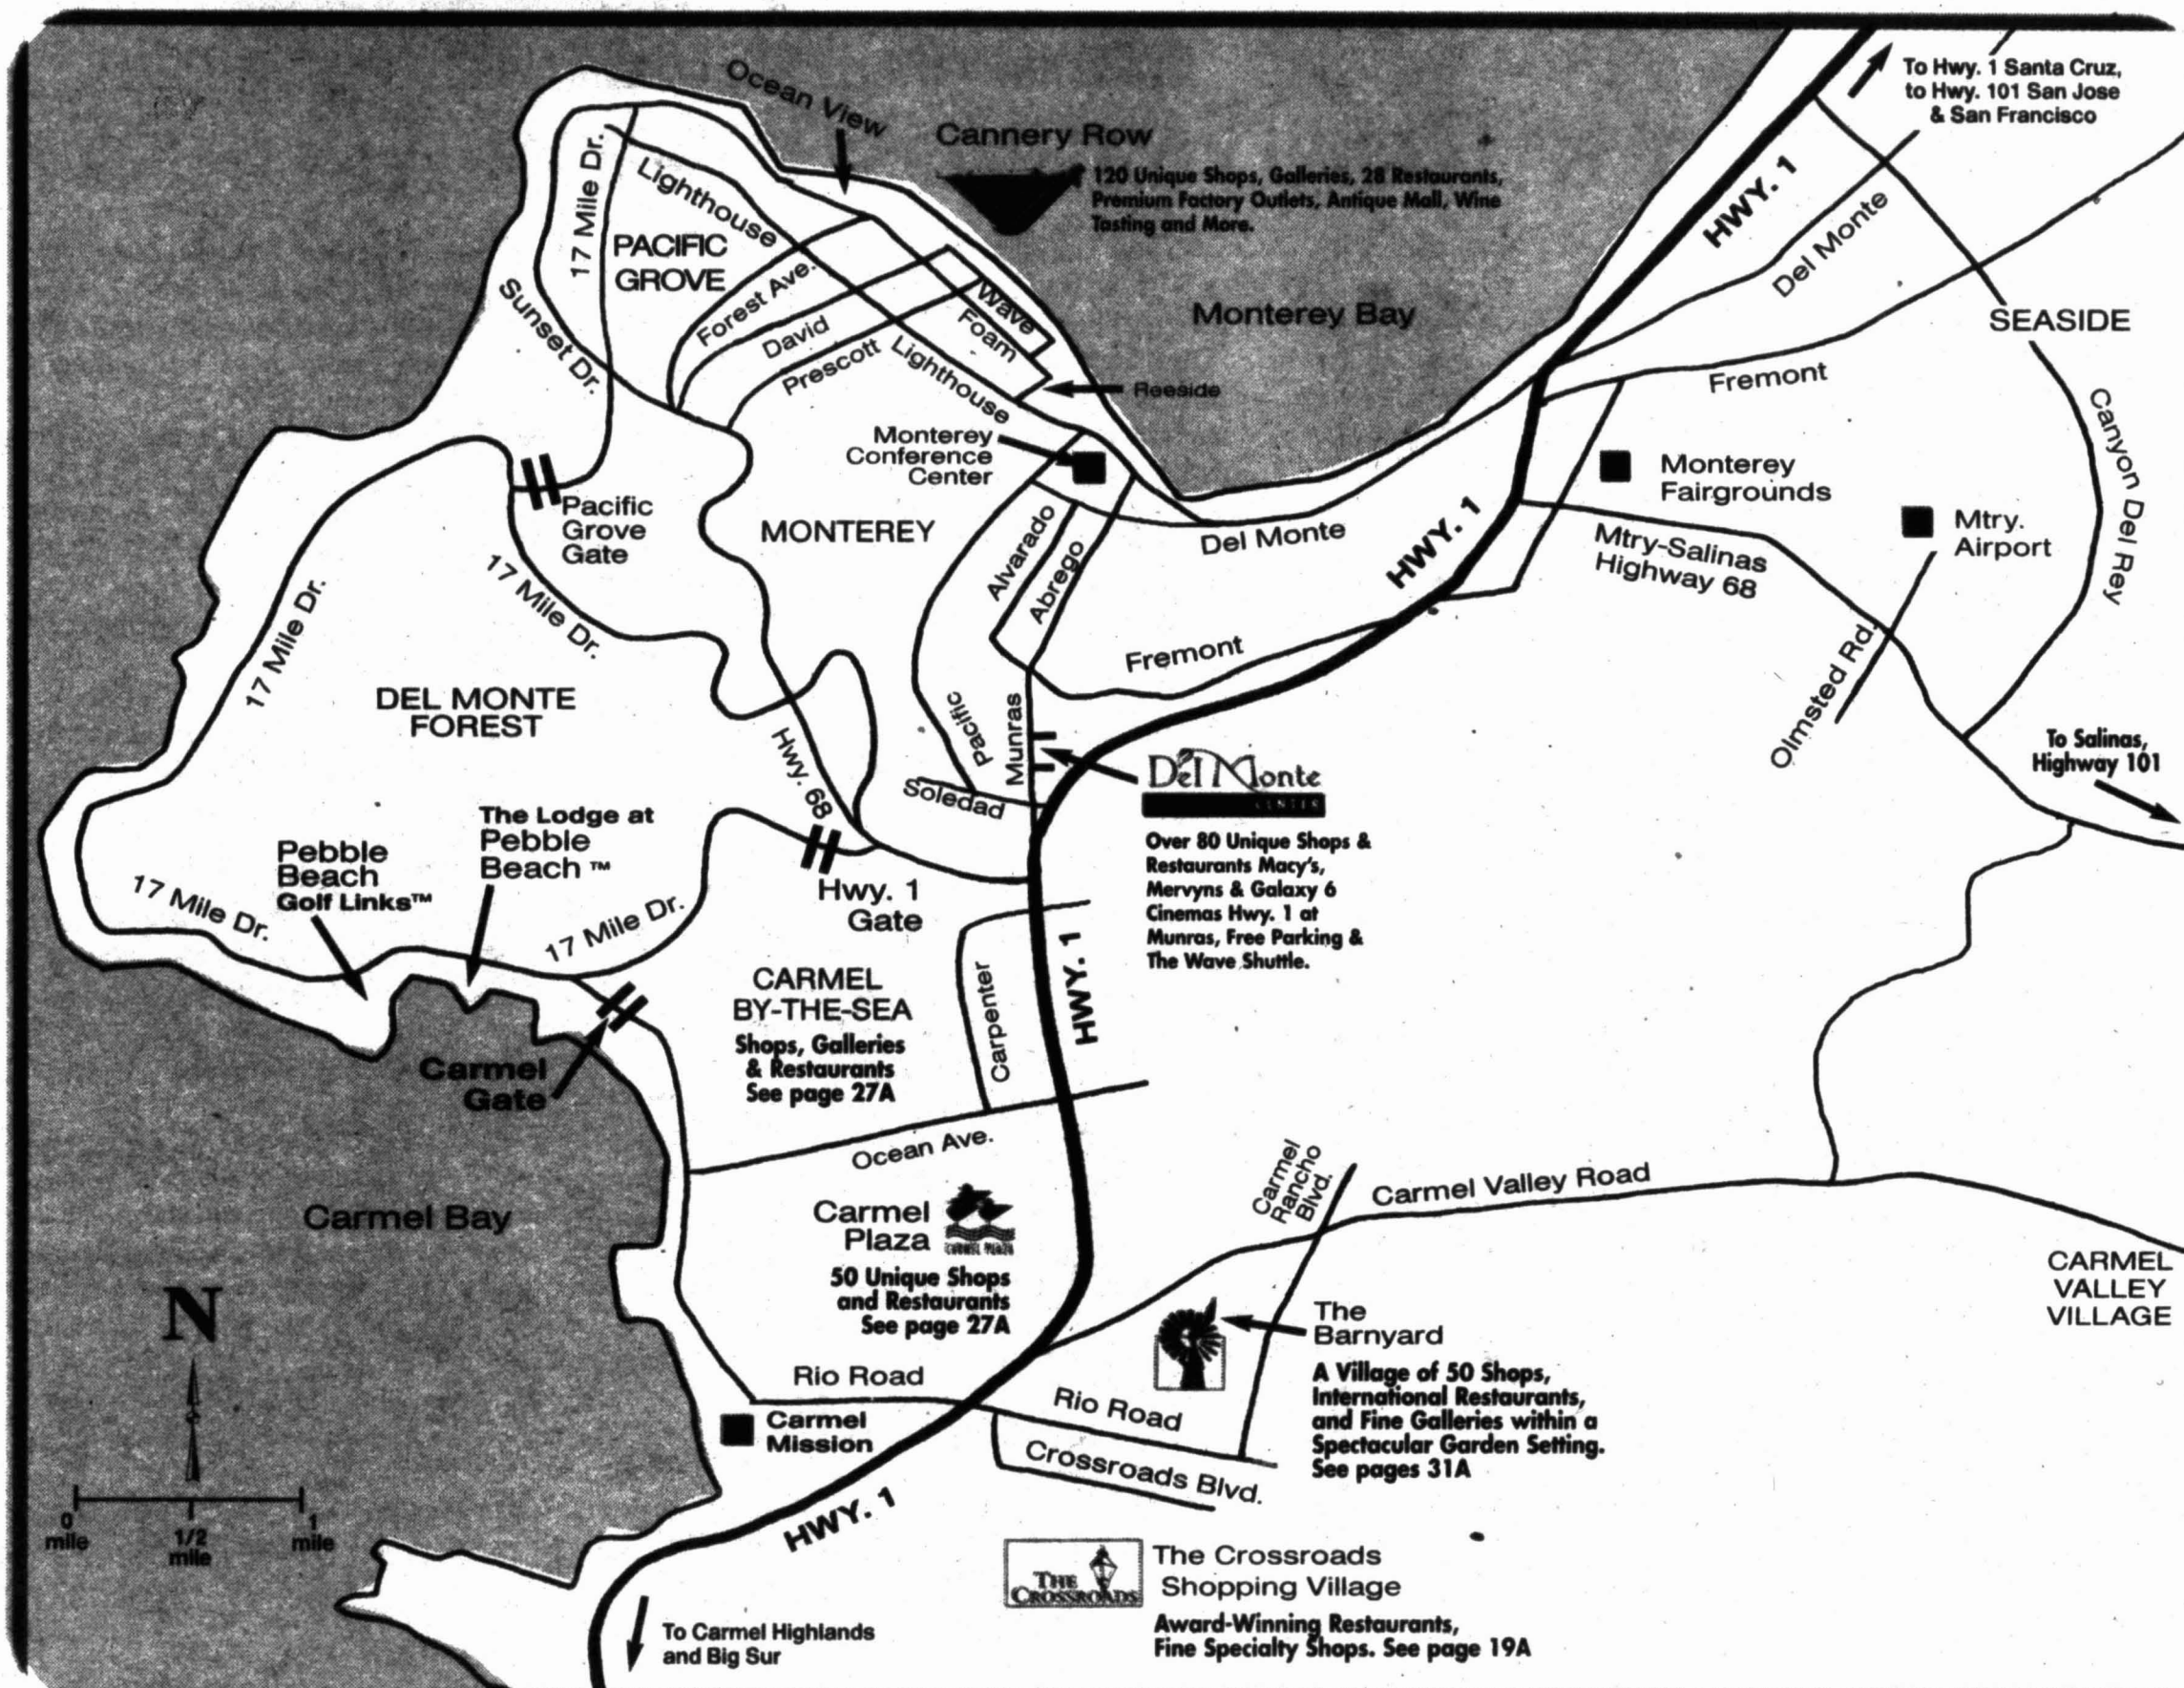 To Hwy. 1 Santa Cruz,
to Hwy. 101 San Jose
& San Francisco
Ocean View
Cannery Row
120 Unique Shops, Galleries, 28 Restaurants,
Premium Factory Outlets, Antique Mall, Wine
Tasting and More.
HWY. 1
Del Monte
17 Mile Dr.
Lighthouse
PACIFIC
GROVE
Forest Ave.
David
Prescott
Lighthouse
Wave
Foam
Reeside
Sunset Dr.
Monterey Bay
SEASIDE
Fremont
Canyon Del Rey
Monterey
Conference
Center
Monterey
Fairgrounds
Mtry.
Airport
Pacific
Grove
Gate
MONTEREY
Alvarado
Abrego
Del Monte
HWY. 1
Mtry-Salinas
Highway 68
17 Mile Dr.
17 Mile Dr.
Fremont
Olmsted Rd.
DEL MONTE
FOREST
Pacific
Munras
Hwy. 68
Soledad
Del Monte
CENTER
To Salinas,
Highway 101
Over 80 Unique Shops &
Restaurants Macy's,
Mervyns & Galaxy 6
Cinemas Hwy. 1 at
Munras, Free Parking &
The Wave Shuttle.
The Lodge at
Pebble
Beach ™
Pebble
Beach
Golf Links™
17 Mile Dr.
17 Mile Dr.
Hwy. 1
Gate
CARMEL
BY-THE-SEA
Shops, Galleries
& Restaurants
See page 27A
Carpenter
HWY. 1
Carmel
Gate
Ocean Ave.
Carmel
Rancho
Blvd.
Carmel Valley Road
Carmel Bay
Carmel
Plaza
CARMEL PLAZA
50 Unique Shops
and Restaurants
See page 27A
CARMEL
VALLEY
VILLAGE
N
The
Barnyard
A Village of 50 Shops,
International Restaurants,
and Fine Galleries within a
Spectacular Garden Setting.
See pages 31A
Rio Road
Rio Road
Carmel
Mission
Crossroads Blvd.
HWY. 1
0
mile
1/2
mile
1
mile
THE
CROSSROADS
The Crossroads
Shopping Village
Award-Winning Restaurants,
Fine Specialty Shops. See page 19A
To Carmel Highlands
and Big Sur